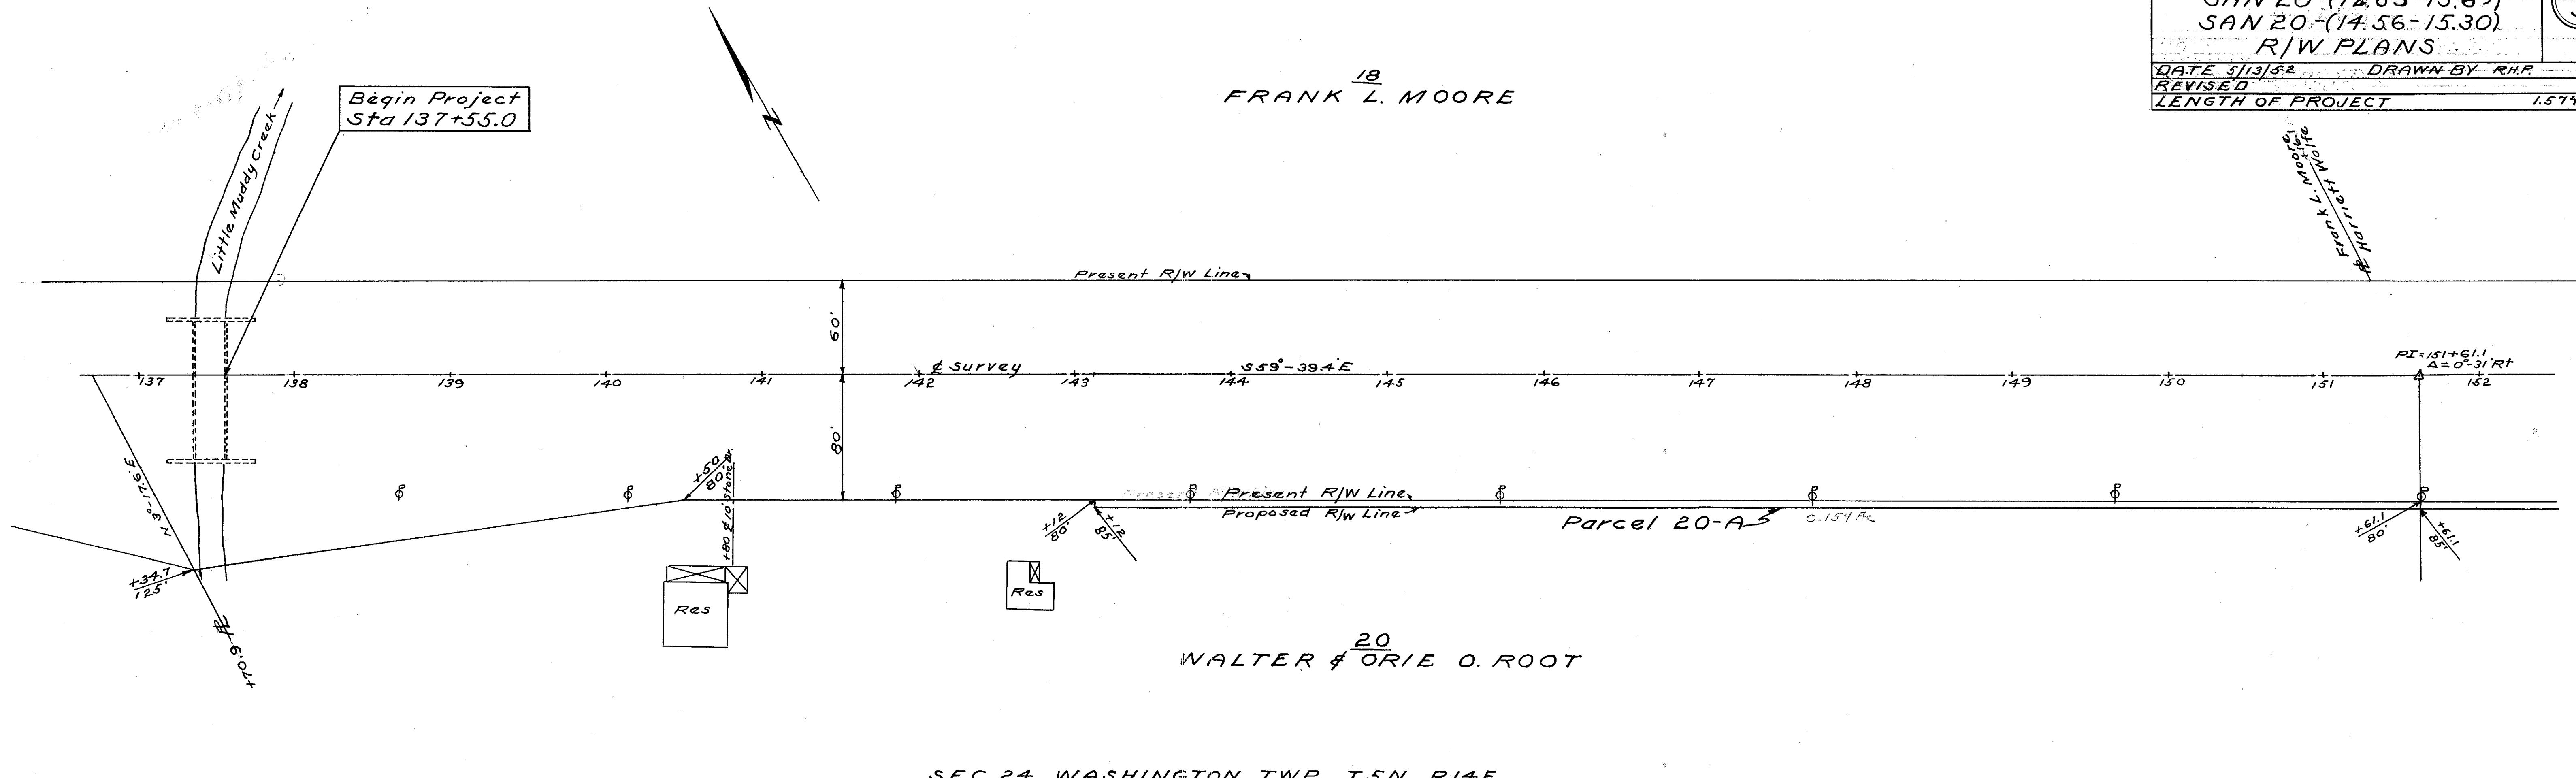 SAN 20-(14.56-15.30)
R/W PLANS
DATE 5/13/52 DRAWN BY R.H.P.
REVISED
LENGTH OF PROJECT 1.574
18
FRANK L. MOORE
Begin Project
Sta 137+55.0
Little Muddy Creek
Frank L. Moore
+16.1
Harriett Wolfe
Present R/W Line
60'
℄ survey
S59°-39.4'E
PI=151+61.1
Δ=0°-31' Rt
137 138 139 140 141 142 143 144 145 146 147 148 149 150 151 152
80'
N 3°-17.6' E
+50
80'
+80 ℄ 10' Stone Dr.
Present R/W Line
Proposed R/W Line
Parcel 20-A
0.154 Ac
+12
80'
+12
85'
+61.1
80'
+61.1
85'
+34.7
125'
Res
Res
+70.9
20
WALTER & ORIE O. ROOT
SEC 24 WASHINGTON TWP T5N R14E